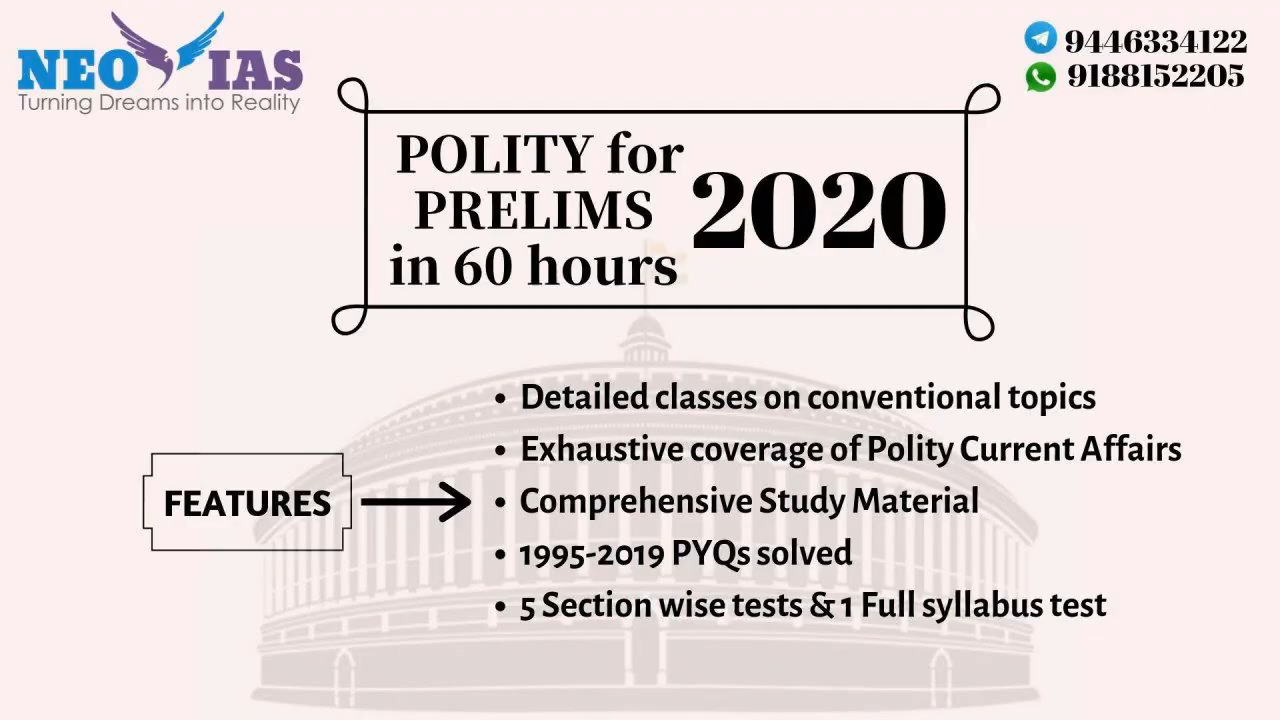 NEO IAS
Turning Dreams into Reality
9446334122
9188152205
POLITY for
PRELIMS
in 60 hours
2020
FEATURES
• Detailed classes on conventional topics
• Exhaustive coverage of Polity Current Affairs
• Comprehensive Study Material
• 1995-2019 PYQs solved
• 5 Section wise tests & 1 Full syllabus test